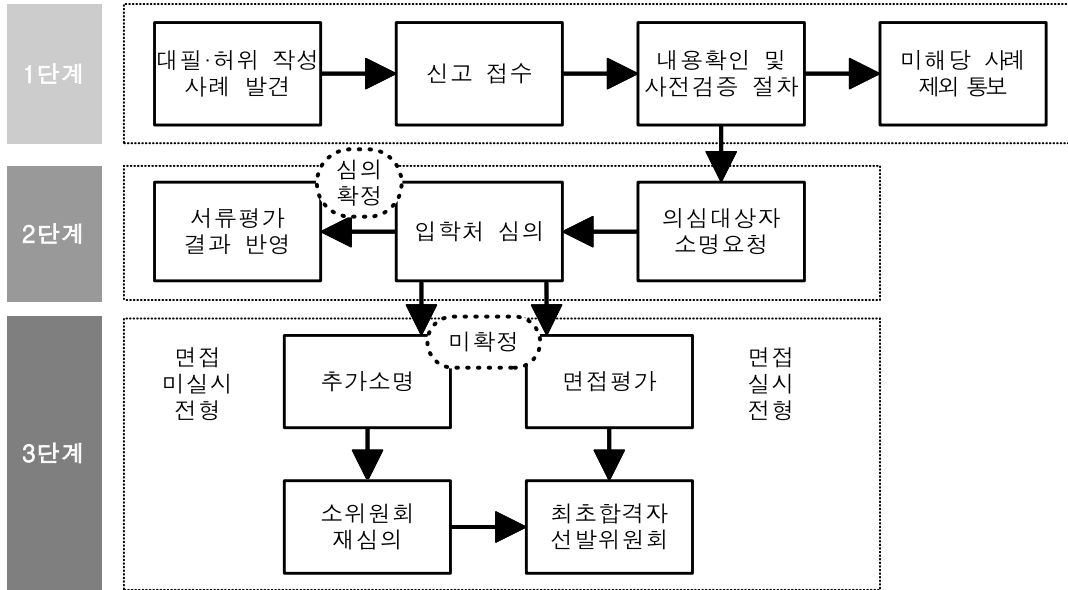 1단계
대필·허위 작성
사례 발견
신고 접수
내용확인 및
사전검증 절차
미해당 사례
제외 통보
2단계
심의
확정
서류평가
결과 반영
입학처 심의
의심대상자
소명요청
3단계
면접
미실시
전형
미확정
추가소명
면접평가
면접
실시
전형
소위원회
재심의
최초합격자
선발위원회